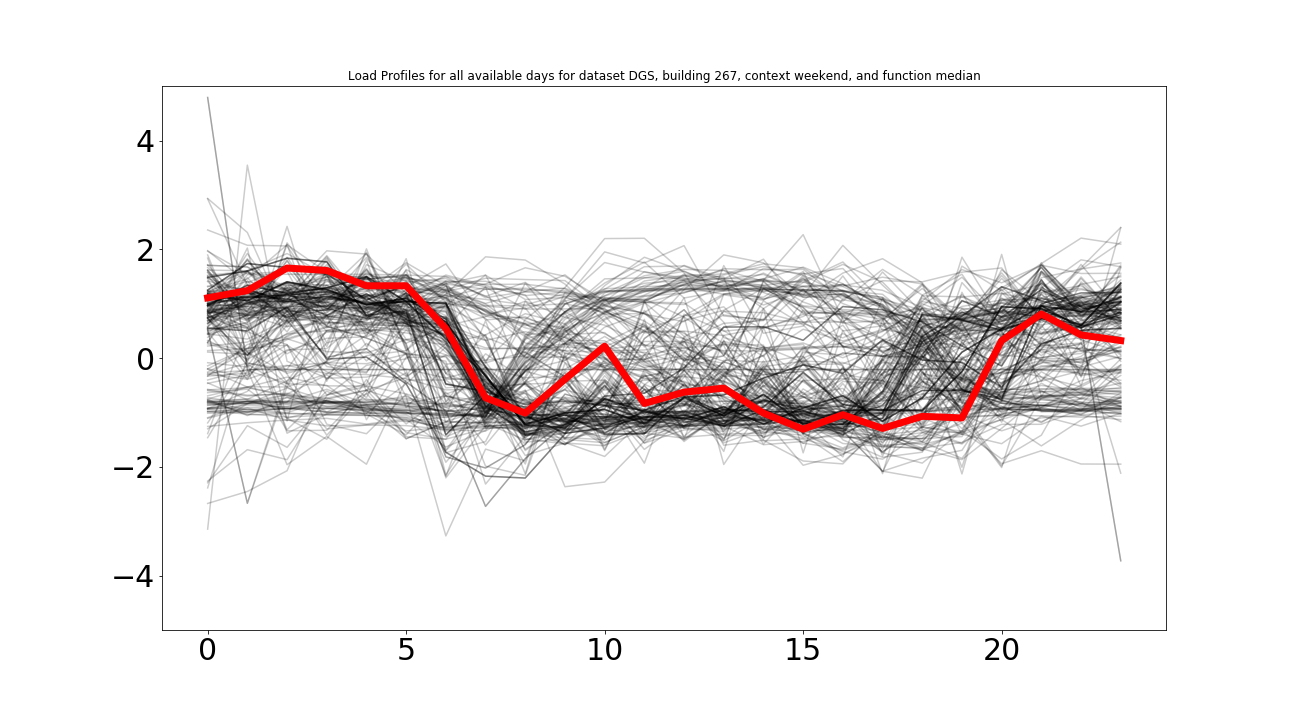 Load Profiles for all available days for dataset DGS, building 267, context weekend, and function median
4
2
0
−2
−4
0 5 10 15 20